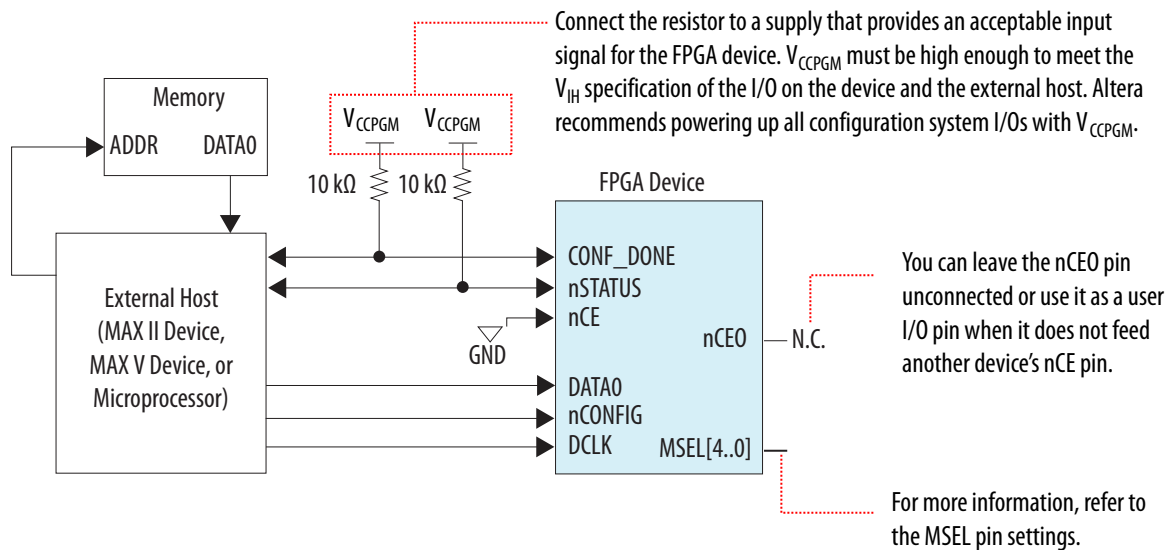 Connect the resistor to a supply that provides an acceptable input
signal for the FPGA device. VCCPGM must be high enough to meet the
VIH specification of the I/O on the device and the external host. Altera
recommends powering up all configuration system I/Os with VCCPGM.
Memory
ADDR DATA0
VCCPGM VCCPGM
10 kΩ 10 kΩ
FPGA Device
External Host
(MAX II Device,
MAX V Device, or
Microprocessor)
GND
CONF_DONE
nSTATUS
nCE
nCEO
N.C.
DATA0
nCONFIG
DCLK
MSEL[4..0]
You can leave the nCEO pin
unconnected or use it as a user
I/O pin when it does not feed
another device's nCE pin.
For more information, refer to
the MSEL pin settings.